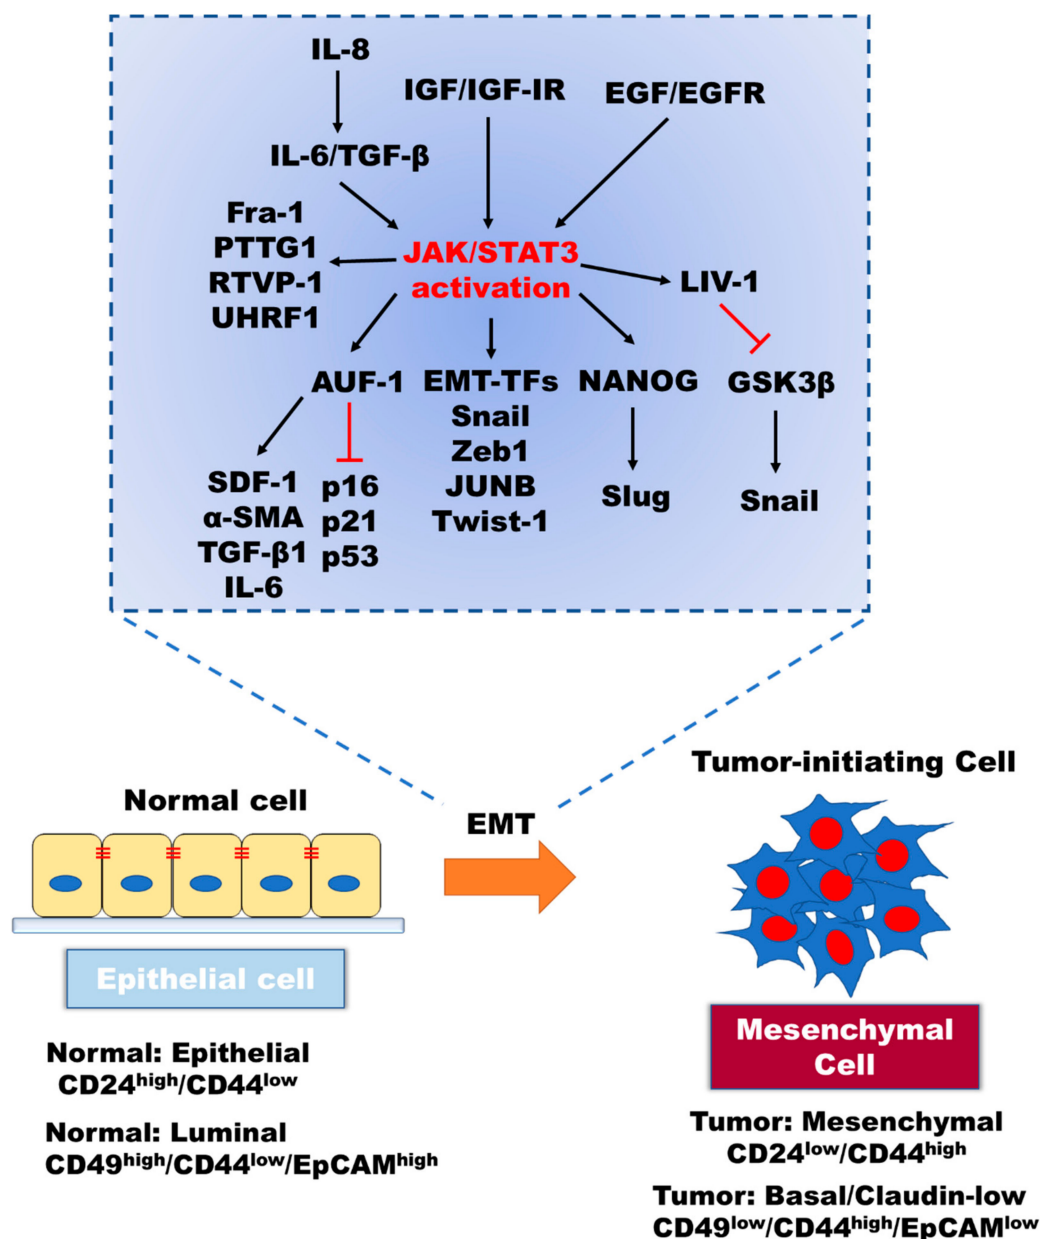 IL-8
IGF/IGF-IR
EGF/EGFR
IL-6/TGF-β
Fra-1
PTTG1
RTVP-1
UHRF1
JAK/STAT3
activation
LIV-1
AUF-1
EMT-TFs
Snail
Zeb1
JUNB
Twist-1
NANOG
GSK3β
SDF-1
α-SMA
TGF-β1
IL-6
p16
p21
p53
Slug
Snail
Normal cell
EMT
Tumor-initiating Cell
Epithelial cell
Mesenchymal
Cell
Normal: Epithelial
CD24high/CD44low
Normal: Luminal
CD49high/CD44low/EpCAMhigh
Tumor: Mesenchymal
CD24low/CD44high
Tumor: Basal/Claudin-low
CD49low/CD44high/EpCAMlow